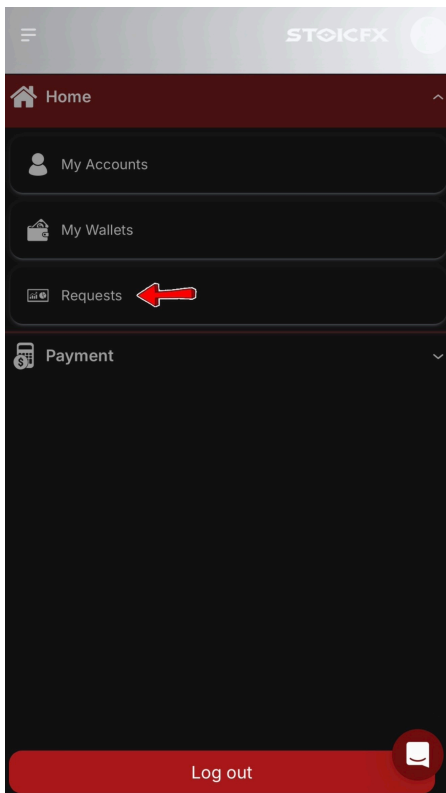 STOICFX
Home
My Accounts
My Wallets
Requests
Payment
Log out